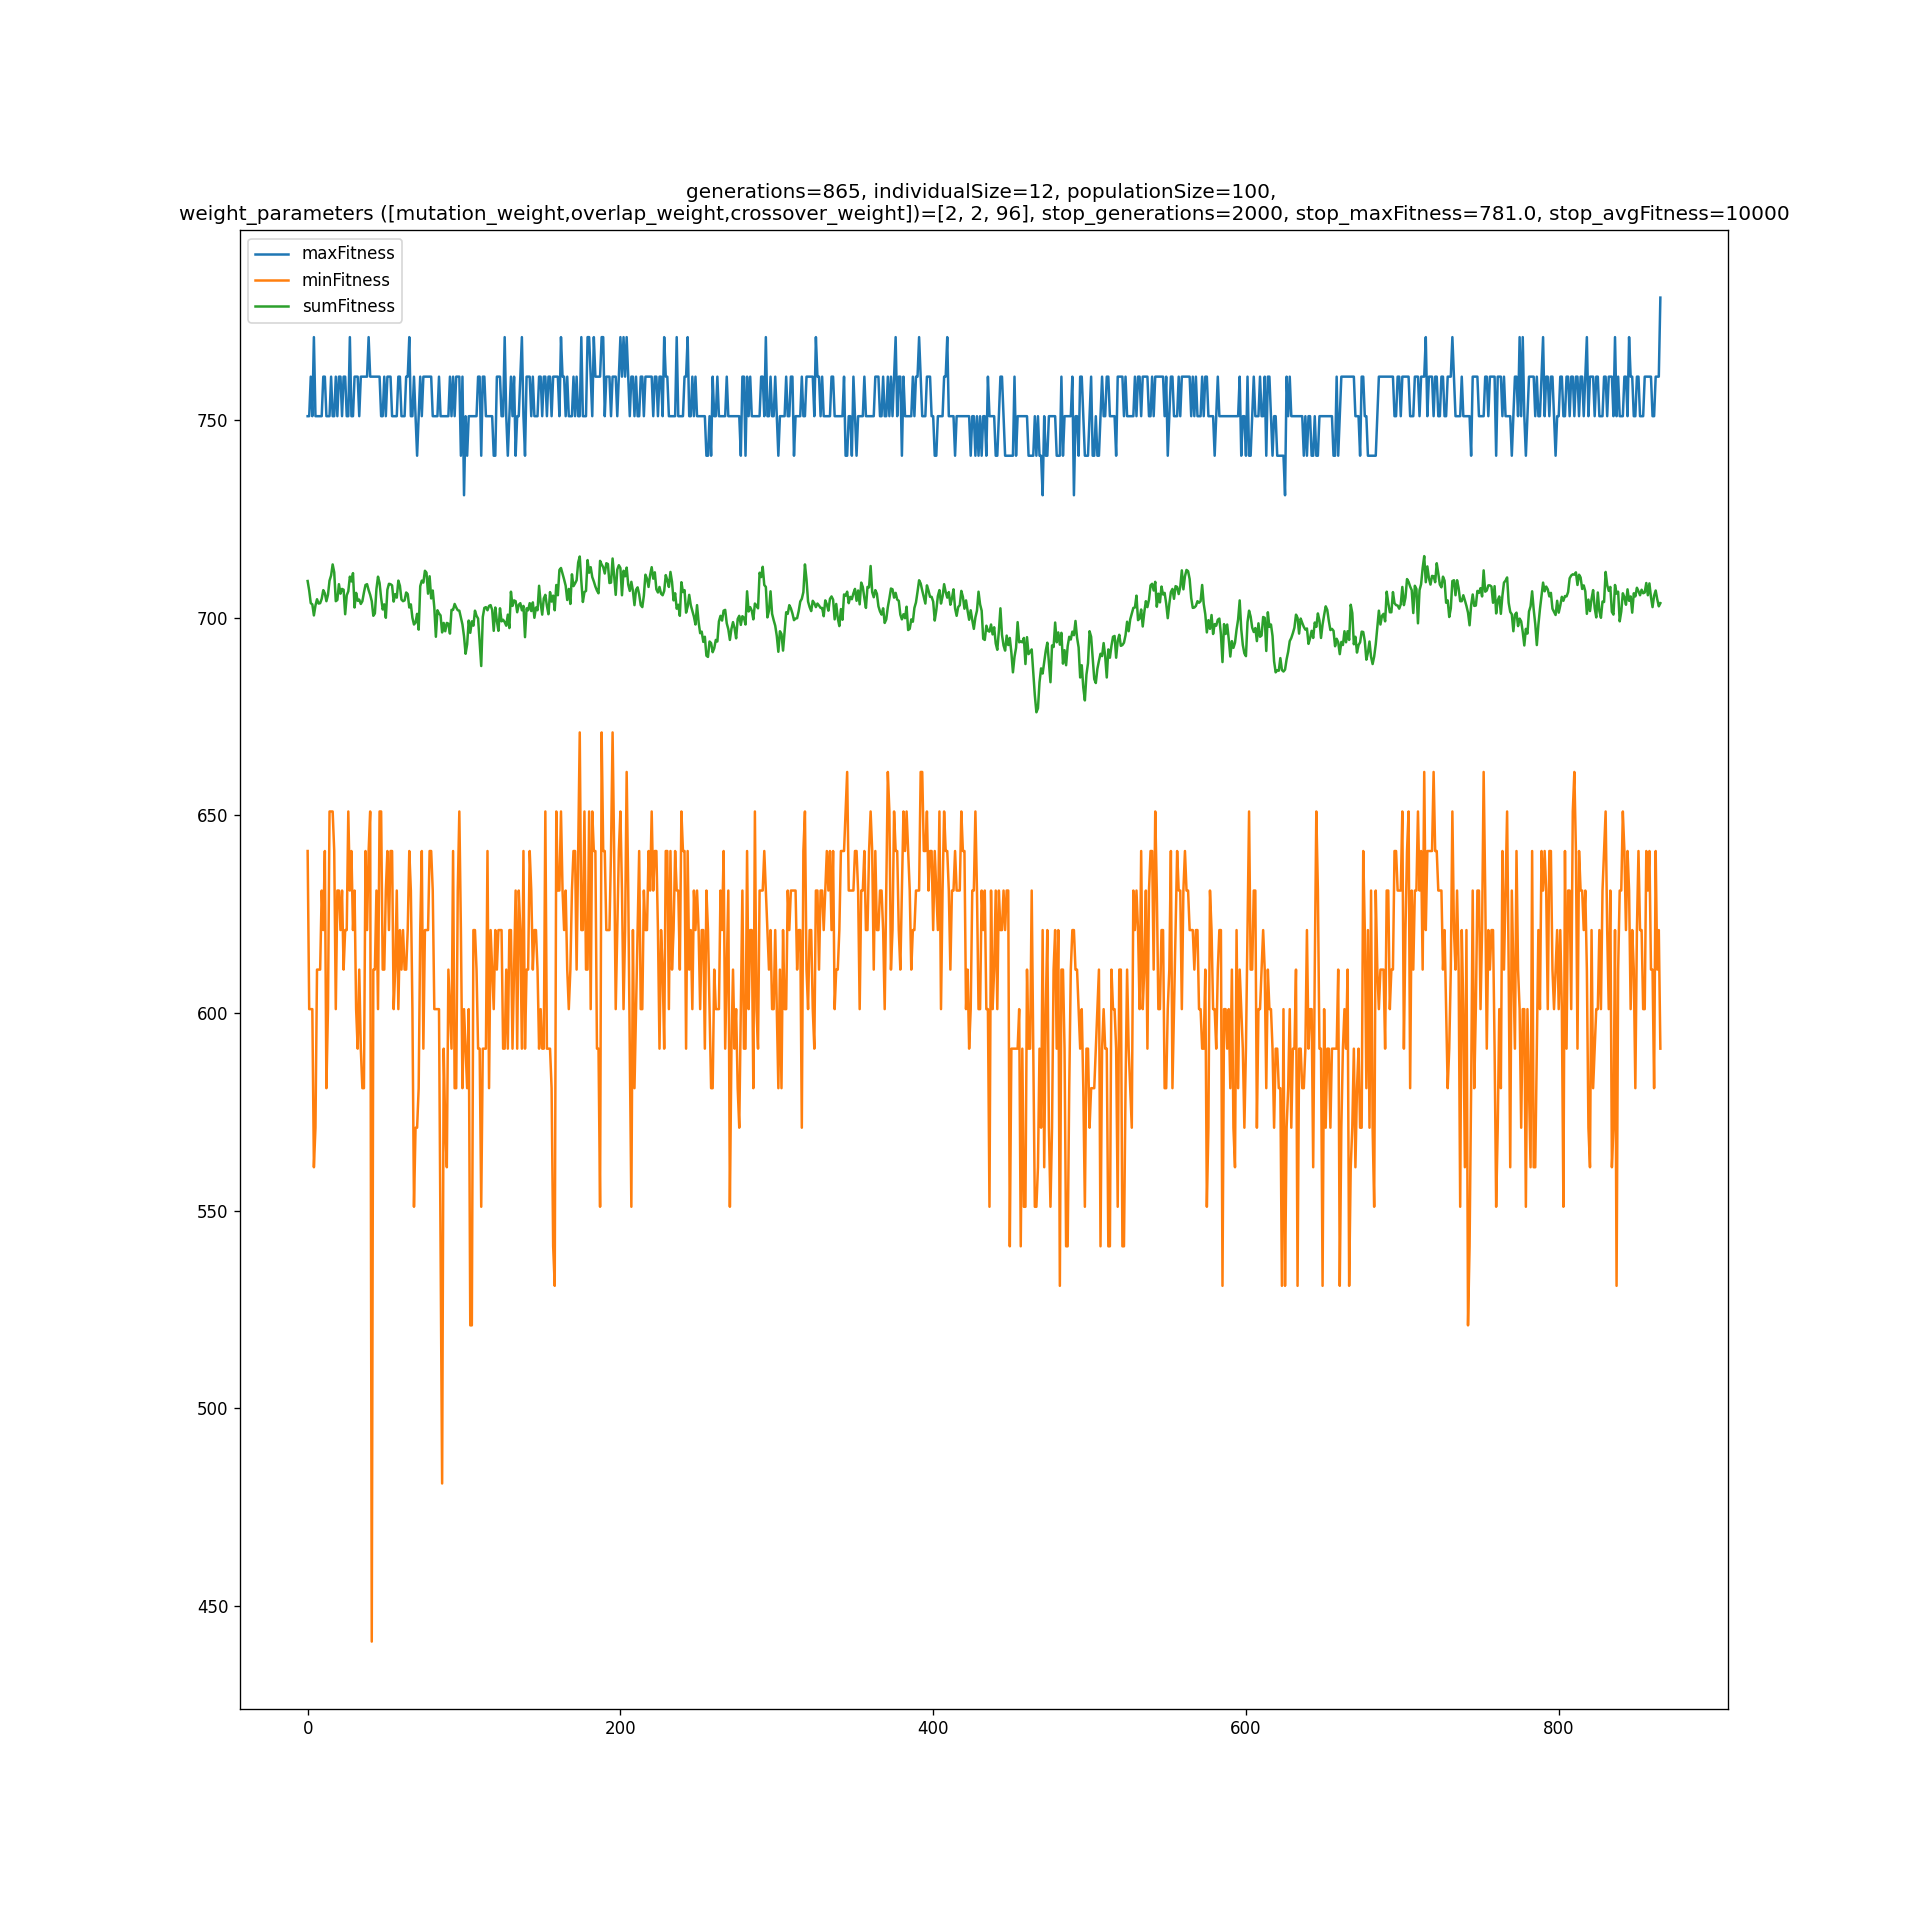 generations=865, individualSize=12, populationSize=100,
weight_parameters ([mutation_weight,overlap_weight,crossover_weight])=[2, 2, 96], stop_generations=2000, stop_maxFitness=781.0, stop_avgFitness=10000
maxFitness
minFitness
sumFitness
750
700
650
600
550
500
450
0 200 400 600 800